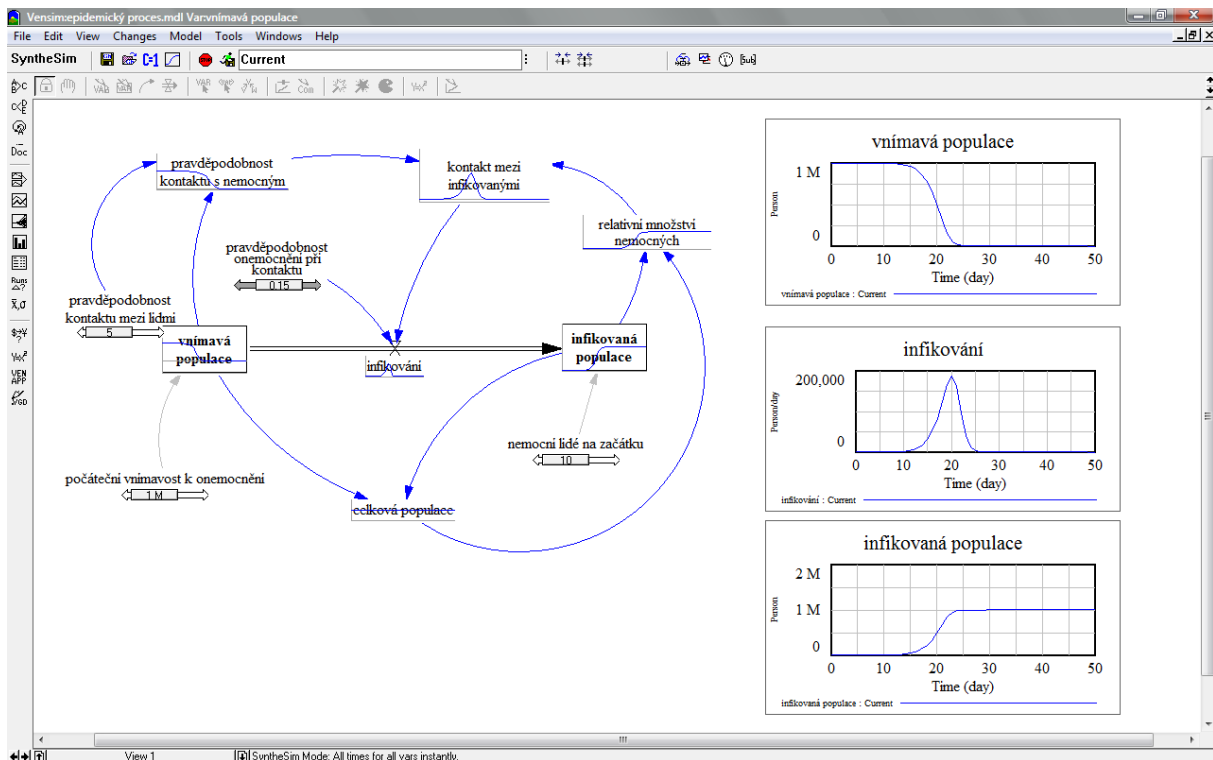 Vensim:epidemický proces.mdl Var:vnímavá populace
File Edit View Changes Model Tools Windows Help
SyntheSim
Current
pravděpodobnost
kontaktu s nemocným
kontakt mezi
infikovanými
relativní množství
nemocných
pravděpodobnost
onemocnění při
kontaktu
0.15
pravděpodobnost
kontaktu mezi lidmi
5
vnímavá
populace
infikování
infikovaná
populace
nemocní lidé na začátku
10
počáteční vnímavost k onemocnění
1 M
celková populace
vnímavá populace
1 M
Person
0
0 10 20 30 40 50
Time (day)
vnímavá populace : Current
infikování
200,000
Person/day
0
0 10 20 30 40 50
Time (day)
infikování : Current
infikovaná populace
2 M
1 M
Person
0
0 10 20 30 40 50
Time (day)
infikovaná populace : Current
View 1
SyntheSim Mode: All times for all vars instantly.